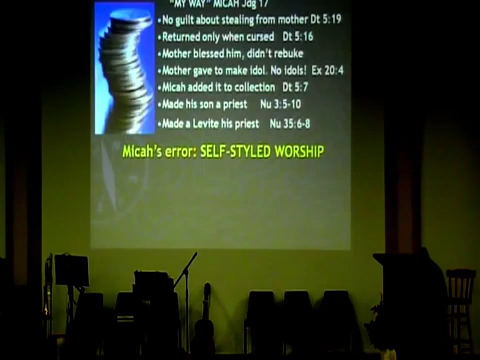 "MY WAY" MICAH Jdg 17
•No guilt about stealing from mother Dt 5:19
•Returned only when cursed Dt 5:16
•Mother blessed him, didn't rebuke
•Mother gave to make idol. No idols! Ex 20:4
•Micah added it to collection Dt 5:7
•Made his son a priest Nu 3:5-10
•Made a Levite his priest Nu 35:6-8
Micah's error: SELF-STYLED WORSHIP